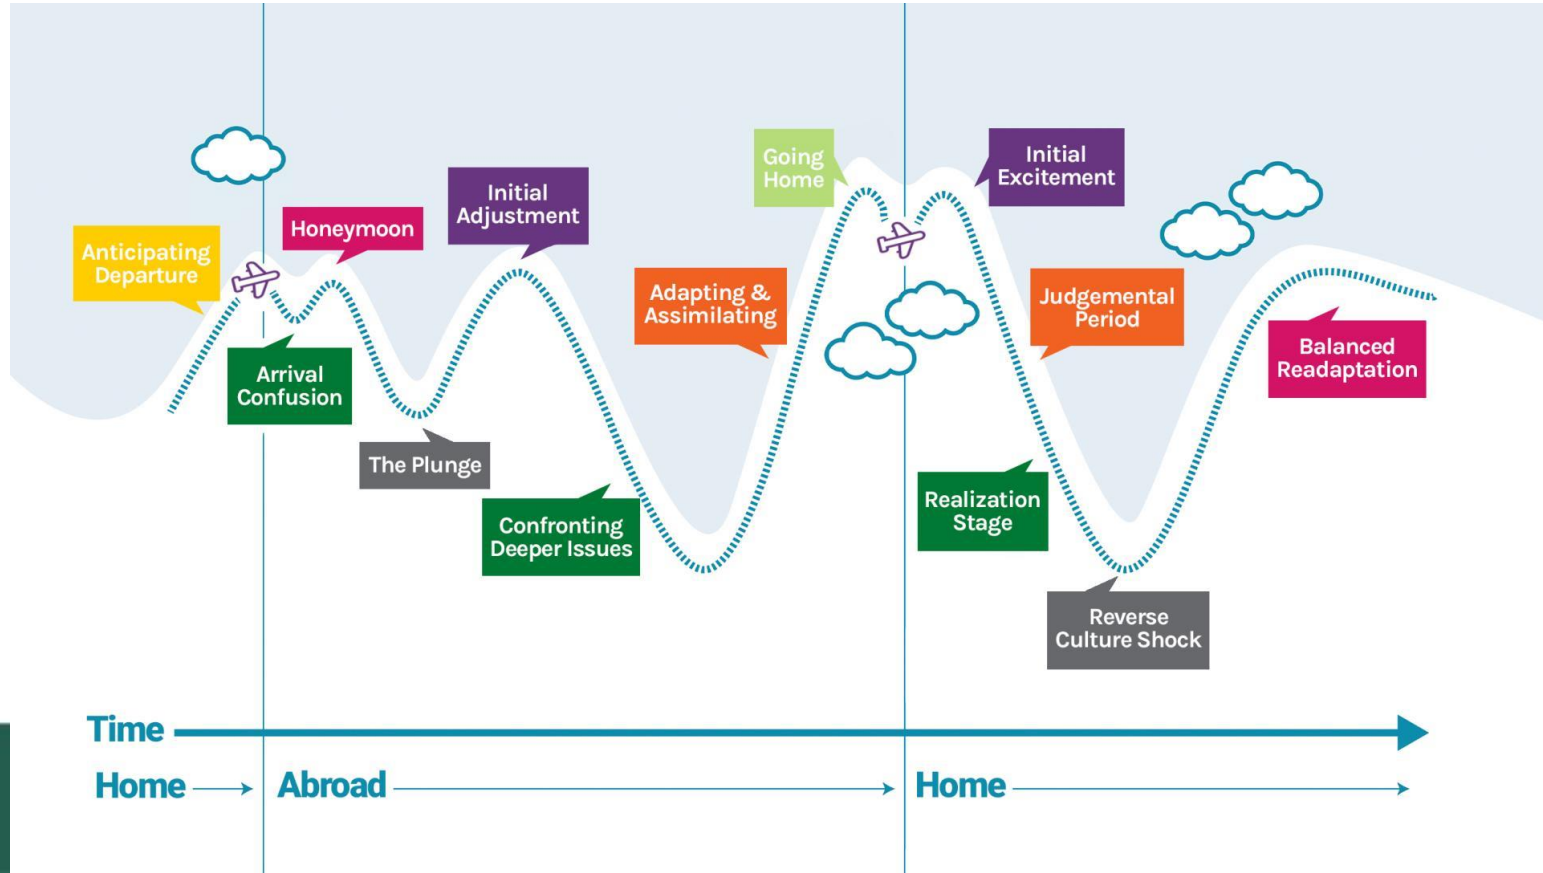 Anticipating
Departure
Arrival
Confusion
Honeymoon
The Plunge
Initial
Adjustment
Confronting
Deeper Issues
Adapting &
Assimilating
Going
Home
Initial
Excitement
Judgemental
Period
Realization
Stage
Reverse
Culture Shock
Balanced
Readaptation
Time
Home
Abroad
Home